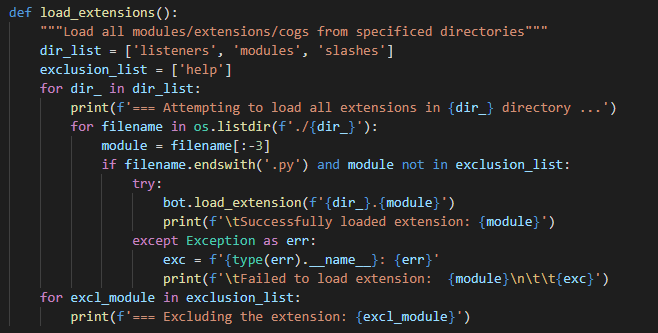 def load_extensions():
    """Load all modules/extensions/cogs from specificed directories"""
    dir_list = ['listeners', 'modules', 'slashes']
    exclusion_list = ['help']
    for dir_ in dir_list:
        print(f'=== Attempting to load all extensions in {dir_} directory ...')
        for filename in os.listdir(f'./{dir_}'):
            module = filename[:-3]
            if filename.endswith('.py') and module not in exclusion_list:
                try:
                    bot.load_extension(f'{dir_}.{module}')
                    print(f'\tSuccessfully loaded extension: {module}')
                except Exception as err:
                    exc = f'{type(err).__name__}: {err}'
                    print(f'\tFailed to load extension:  {module}\n\t\t{exc}')
    for excl_module in exclusion_list:
        print(f'=== Excluding the extension: {excl_module}')